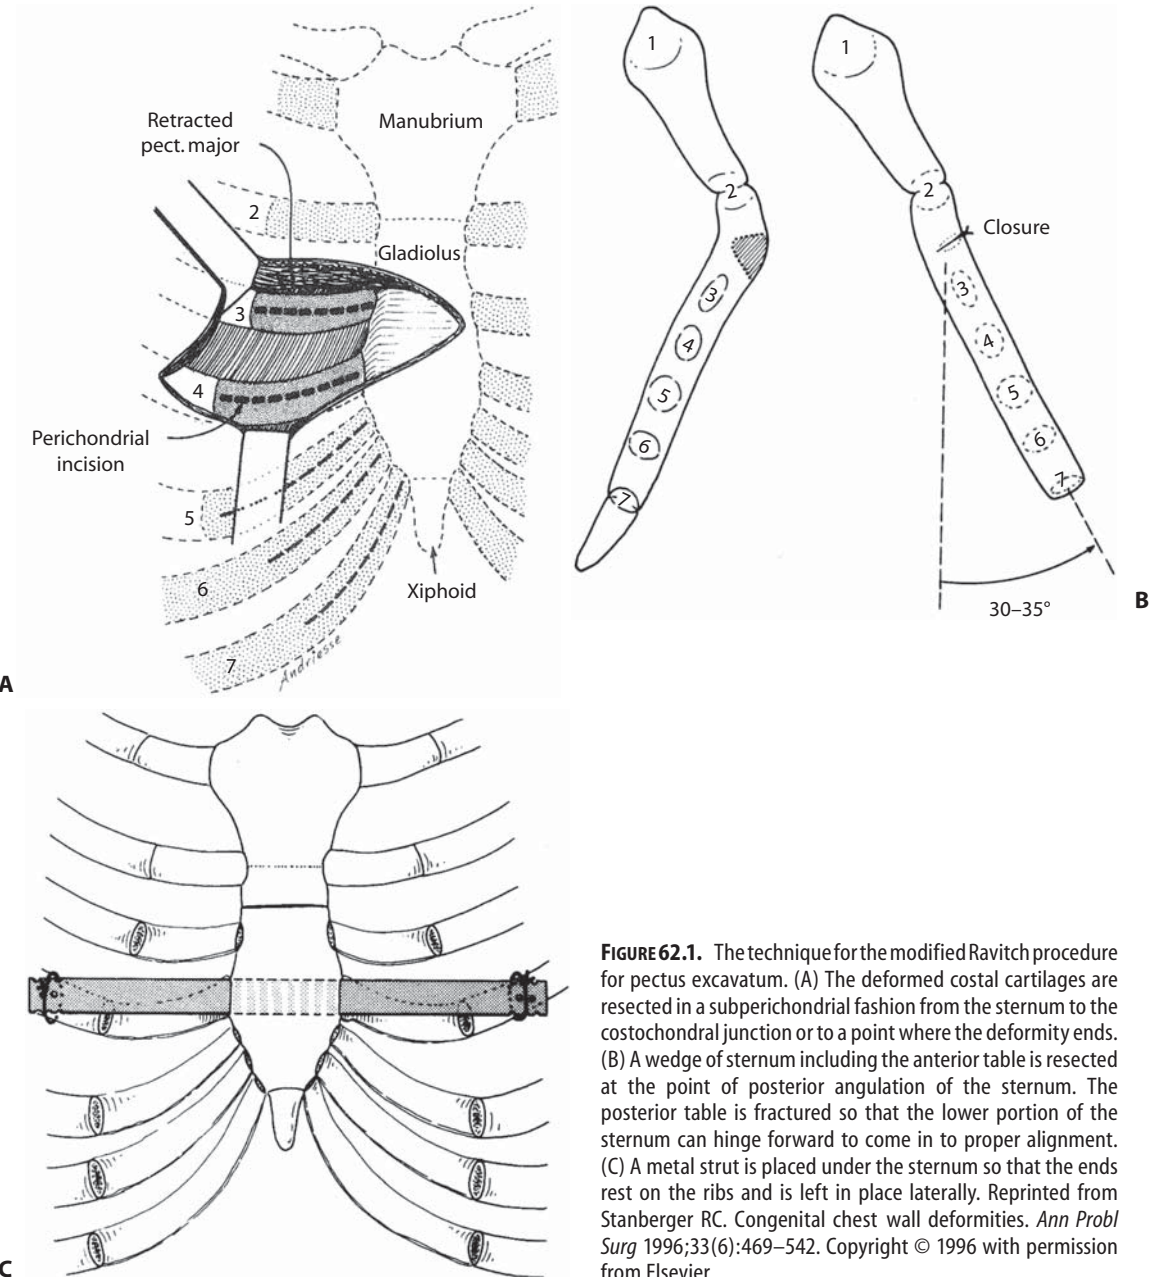 Retracted
pect. major
Manubrium
2
Gladiolus
3
4
Perichondrial
incision
5
6
7
Xiphoid
Andriesse
A
1
2
3
4
5
6
7
1
2
Closure
3
4
5
6
7
30–35°
B
C
FIGURE 62.1. The technique for the modified Ravitch procedure
for pectus excavatum. (A) The deformed costal cartilages are
resected in a subperichondrial fashion from the sternum to the
costochondral junction or to a point where the deformity ends.
(B) A wedge of sternum including the anterior table is resected
at the point of posterior angulation of the sternum. The
posterior table is fractured so that the lower portion of the
sternum can hinge forward to come in to proper alignment.
(C) A metal strut is placed under the sternum so that the ends
rest on the ribs and is left in place laterally. Reprinted from
Stanberger RC. Congenital chest wall deformities. Ann Probl
Surg 1996;33(6):469–542. Copyright © 1996 with permission
from Elsevier